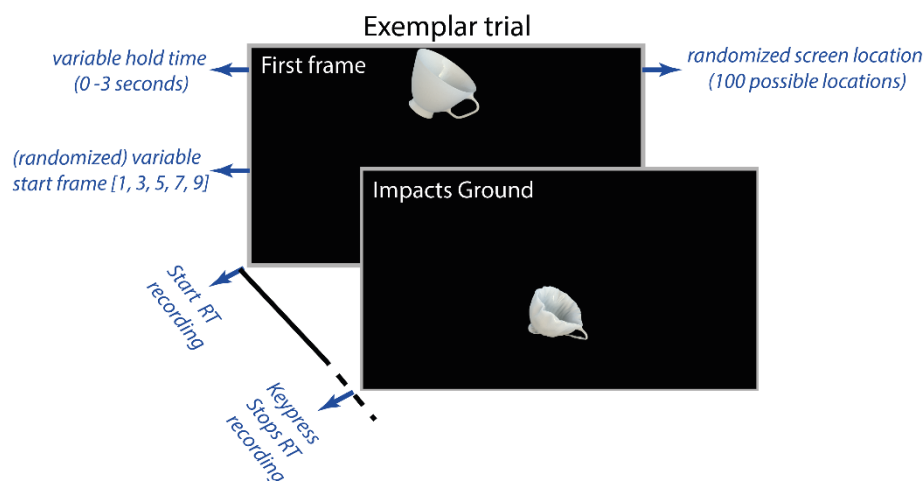 Exemplar trial
variable hold time
(0 -3 seconds)
First frame
randomized screen location
(100 possible locations)
(randomized) variable
start frame [1, 3, 5, 7, 9]
Impacts Ground
Start RT
recording
Keypress
Stops RT
recording